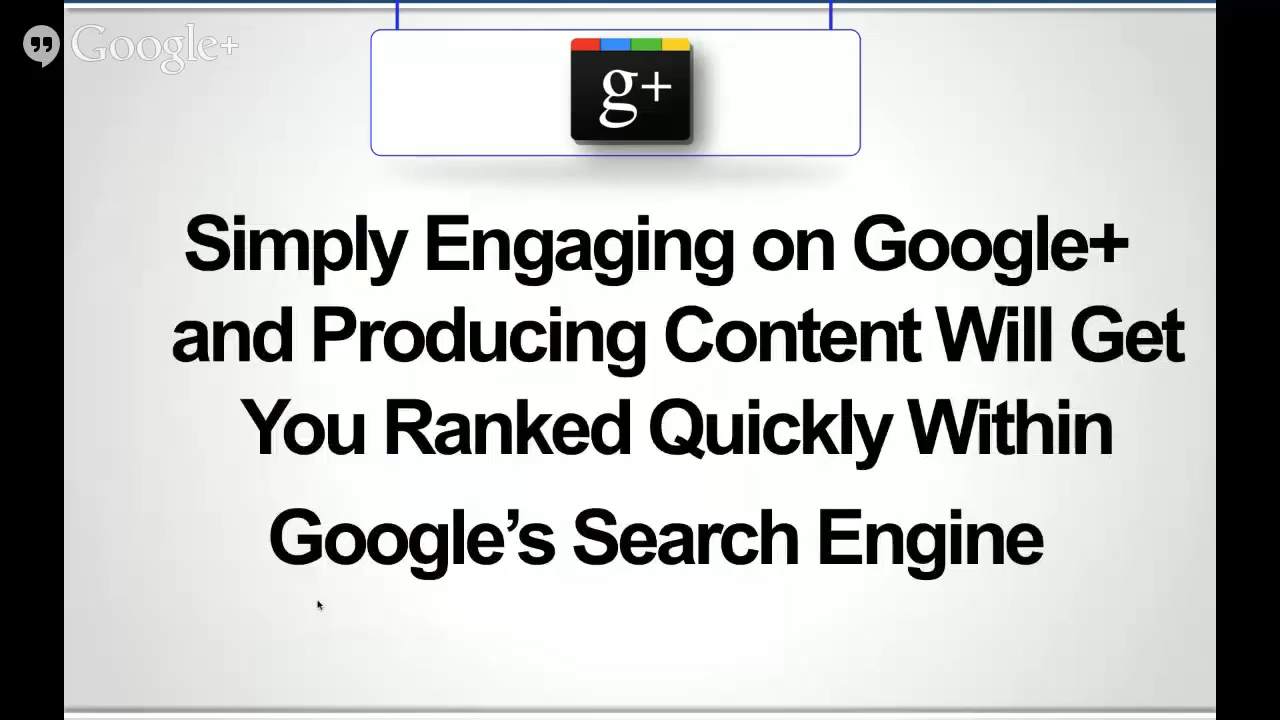 Google+
g+
Simply Engaging on Google+
and Producing Content Will Get
You Ranked Quickly Within
Google’s Search Engine